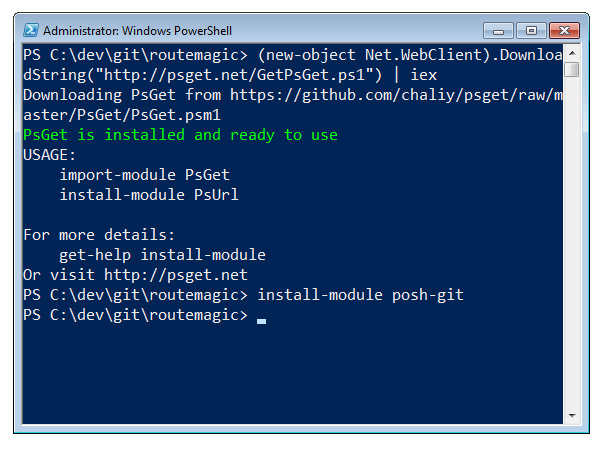 Administrator: Windows PowerShell
PS C:\dev\git\routemagic> (new-object Net.WebClient).Downloa
dString("http://psget.net/GetPsGet.ps1") | iex
Downloading PsGet from https://github.com/chaliy/psget/raw/m
aster/PsGet/PsGet.psm1
PsGet is installed and ready to use
USAGE:
    import-module PsGet
    install-module PsUrl

For more details:
    get-help install-module
Or visit http://psget.net
PS C:\dev\git\routemagic> install-module posh-git
PS C:\dev\git\routemagic>